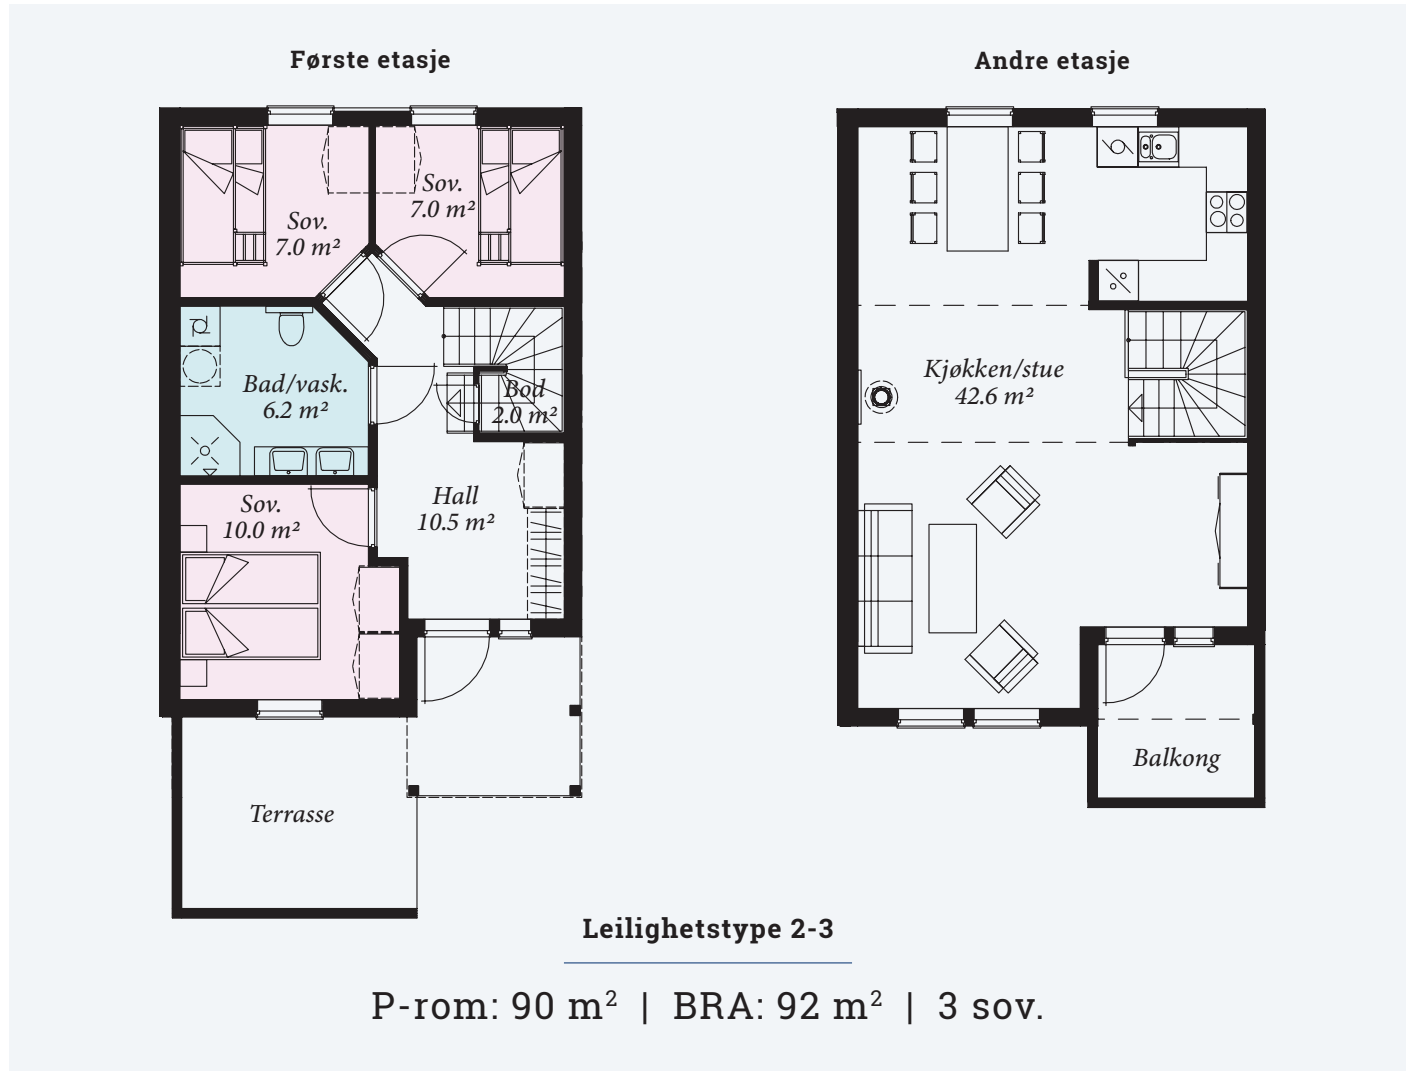 Første etasje
Andre etasje
Sov.
7.0 m²
Sov.
7.0 m²
Bad/vask.
6.2 m²
Bod
2.0 m²
Sov.
10.0 m²
Hall
10.5 m²
Terrasse
Kjøkken/stue
42.6 m²
Balkong
Leilighetstype 2-3
P-rom: 90 m² | BRA: 92 m² | 3 sov.